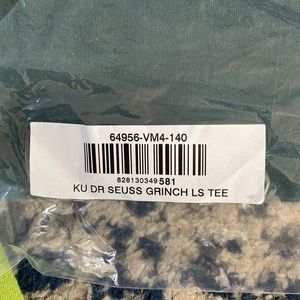 64956-VM4-140
828130349581
KU DR SEUSS GRINCH LS TEE